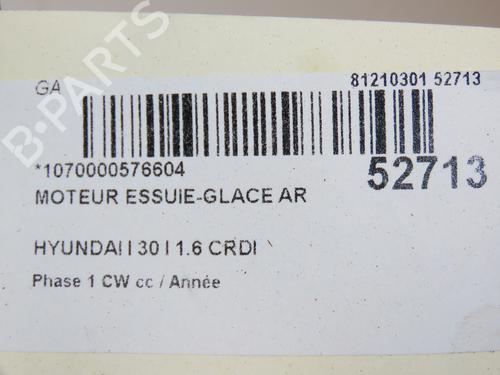 GA
81210301 52713
*1070000576604
52713
MOTEUR ESSUIE-GLACE AR
HYUNDAI I 30 I 1.6 CRDI
Phase 1 CW cc / Année
B-PARTS